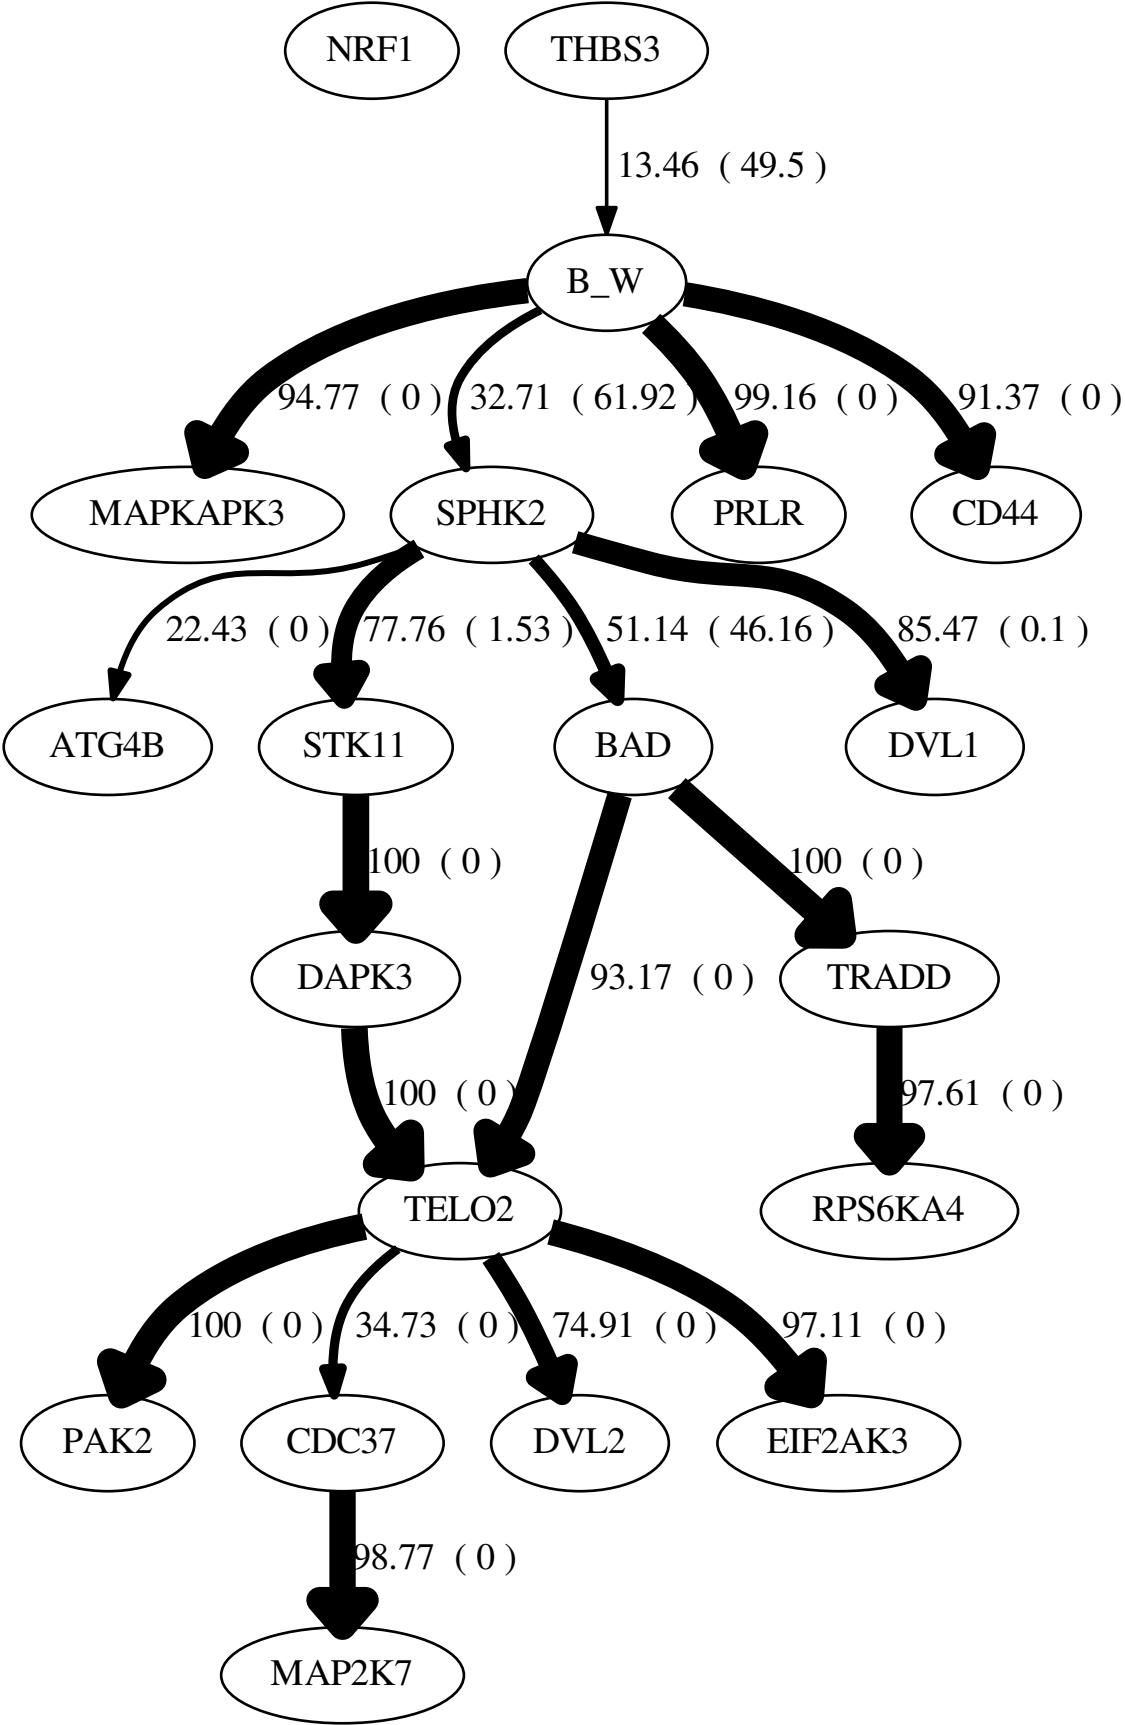 NRF1 THBS3
13.46 ( 49.5 )
B_W
94.77 ( 0 ) 32.71 ( 61.92 ) 99.16 ( 0 ) 91.37 ( 0 )
MAPKAPK3 SPHK2 PRLR CD44
22.43 ( 0 ) 77.76 ( 1.53 ) 51.14 ( 46.16 ) 85.47 ( 0.1 )
ATG4B STK11 BAD DVL1
100 ( 0 ) 100 ( 0 )
DAPK3 93.17 ( 0 ) TRADD
100 ( 0 ) 97.61 ( 0 )
TELO2 RPS6KA4
100 ( 0 ) 34.73 ( 0 ) 74.91 ( 0 ) 97.11 ( 0 )
PAK2 CDC37 DVL2 EIF2AK3
98.77 ( 0 )
MAP2K7